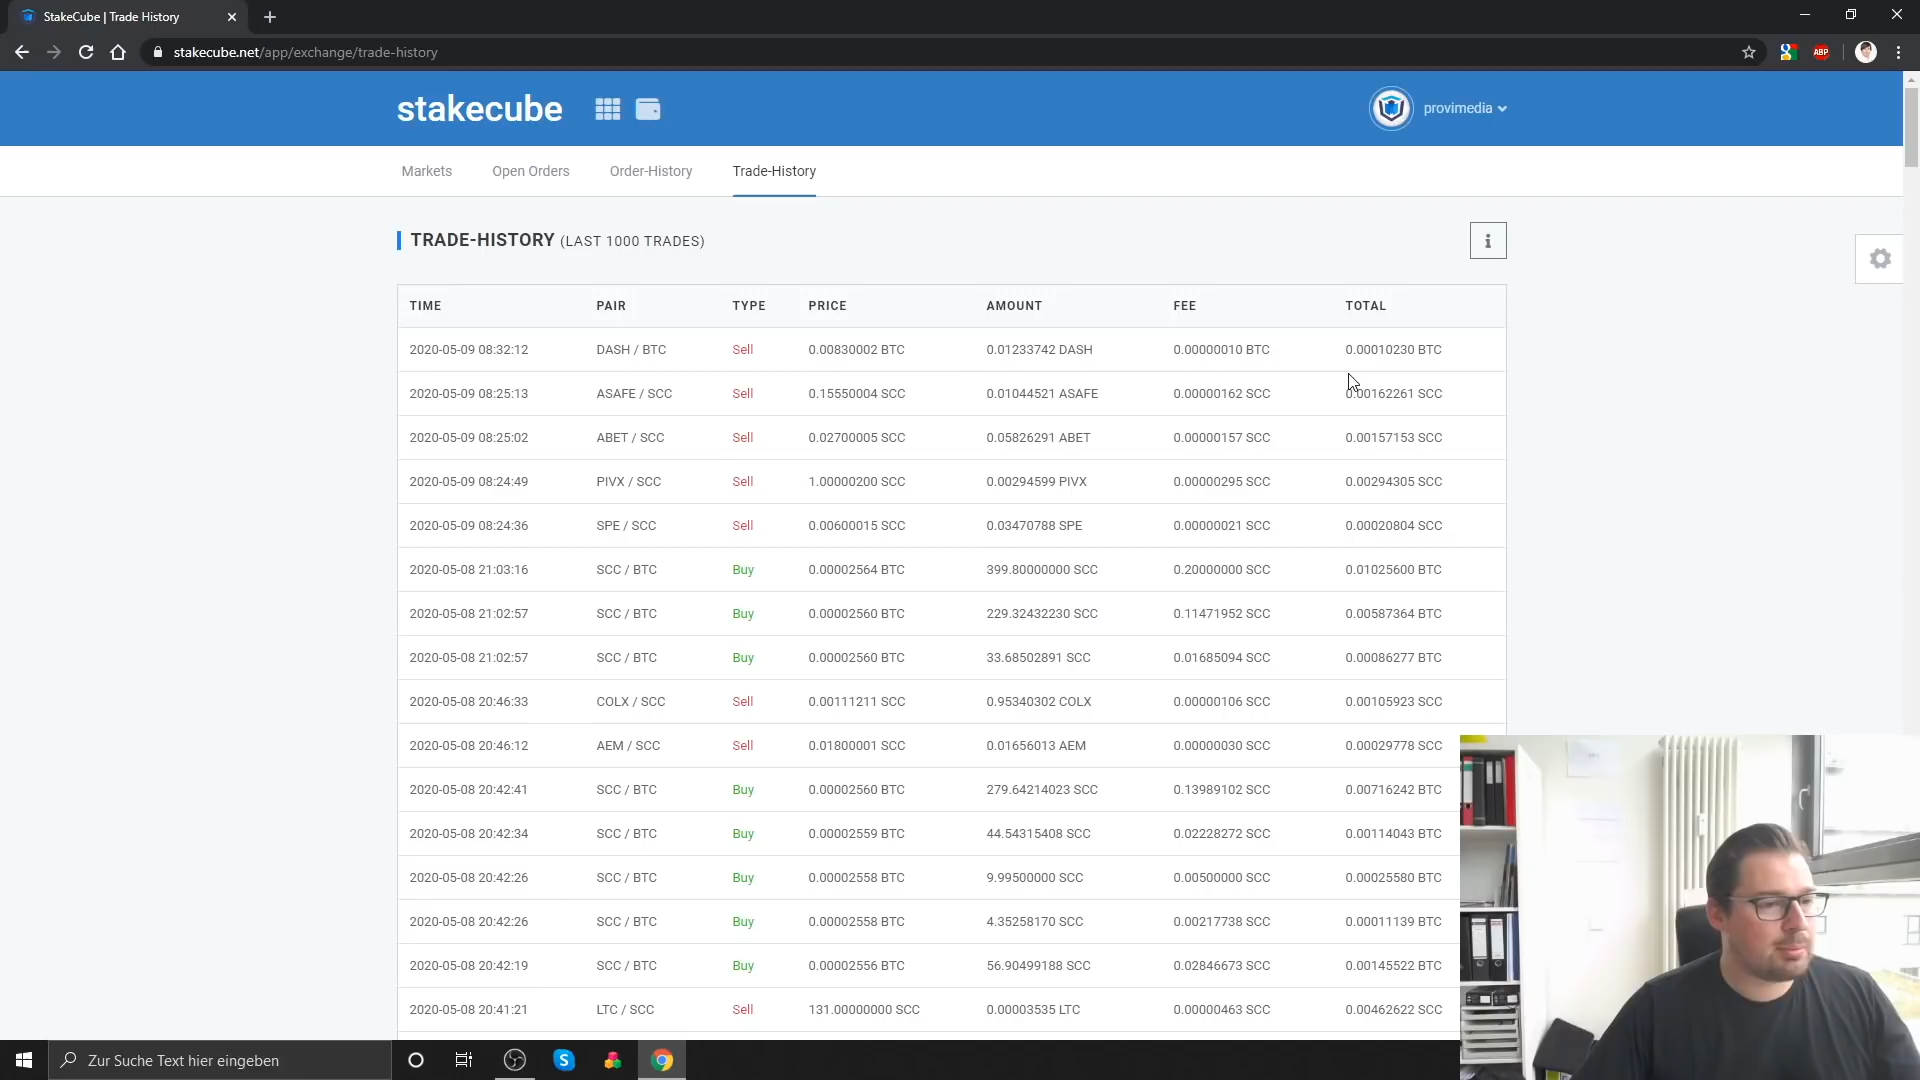 StakeCube | Trade History
stakecube.net/app/exchange/trade-history
ABP
stakecube
provimedia
Markets Open Orders Order-History Trade-History
TRADE-HISTORY (LAST 1000 TRADES)
TIME PAIR TYPE PRICE AMOUNT FEE TOTAL
2020-05-09 08:32:12 DASH / BTC Sell 0.00830002 BTC 0.01233742 DASH 0.00000010 BTC 0.00010230 BTC
2020-05-09 08:25:13 ASAFE / SCC Sell 0.15550004 SCC 0.01044521 ASAFE 0.00000162 SCC 0.00162261 SCC
2020-05-09 08:25:02 ABET / SCC Sell 0.02700005 SCC 0.05826291 ABET 0.00000157 SCC 0.00157153 SCC
2020-05-09 08:24:49 PIVX / SCC Sell 1.00000200 SCC 0.00294599 PIVX 0.00000295 SCC 0.00294305 SCC
2020-05-09 08:24:36 SPE / SCC Sell 0.00600015 SCC 0.03470788 SPE 0.00000021 SCC 0.00020804 SCC
2020-05-08 21:03:16 SCC / BTC Buy 0.00002564 BTC 399.80000000 SCC 0.20000000 SCC 0.01025600 BTC
2020-05-08 21:02:57 SCC / BTC Buy 0.00002560 BTC 229.32432230 SCC 0.11471952 SCC 0.00587364 BTC
2020-05-08 21:02:57 SCC / BTC Buy 0.00002560 BTC 33.68502891 SCC 0.01685094 SCC 0.00086277 BTC
2020-05-08 20:46:33 COLX / SCC Sell 0.00111211 SCC 0.95340302 COLX 0.00000106 SCC 0.00105923 SCC
2020-05-08 20:46:12 AEM / SCC Sell 0.01800001 SCC 0.01656013 AEM 0.00000030 SCC 0.00029778 SCC
2020-05-08 20:42:41 SCC / BTC Buy 0.00002560 BTC 279.64214023 SCC 0.13989102 SCC 0.00716242 BTC
2020-05-08 20:42:34 SCC / BTC Buy 0.00002559 BTC 44.54315408 SCC 0.02228272 SCC 0.00114043 BTC
2020-05-08 20:42:26 SCC / BTC Buy 0.00002558 BTC 9.99500000 SCC 0.00500000 SCC 0.00025580 BTC
2020-05-08 20:42:26 SCC / BTC Buy 0.00002558 BTC 4.35258170 SCC 0.00217738 SCC 0.00011139 BTC
2020-05-08 20:42:19 SCC / BTC Buy 0.00002556 BTC 56.90499188 SCC 0.02846673 SCC 0.00145522 BTC
2020-05-08 20:41:21 LTC / SCC Sell 131.00000000 SCC 0.00003535 LTC 0.00000463 SCC 0.00462622 SCC
Zur Suche Text hier eingeben